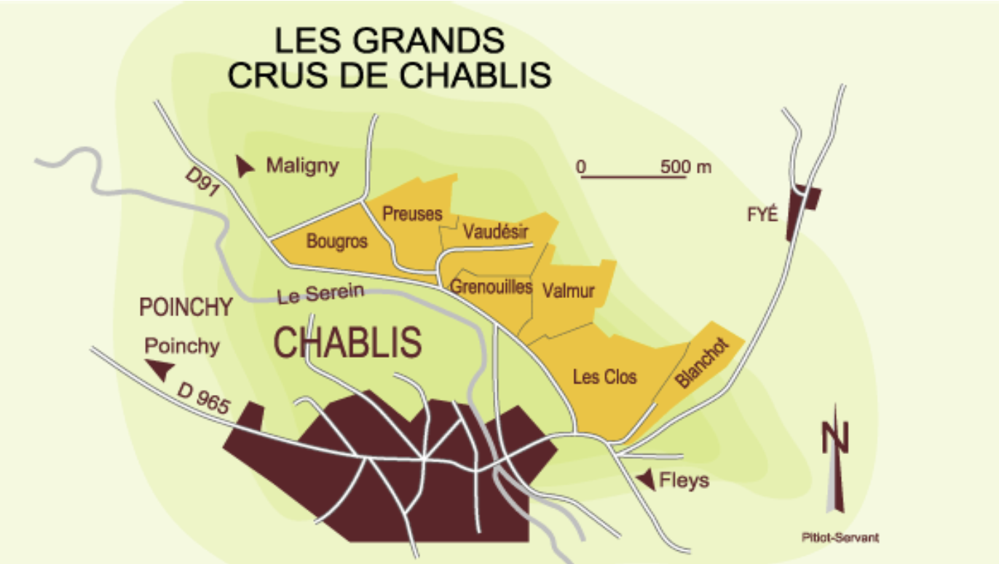 LES GRANDS
CRUS DE CHABLIS
Maligny
D91
0 500 m
Preuses
FYÉ
Vaudésir
Bougros
Grenouilles
Valmur
Le Serein
POINCHY
CHABLIS
Poinchy
Les Clos
Blanchot
D 965
N
Fleys
Pitiot-Servant